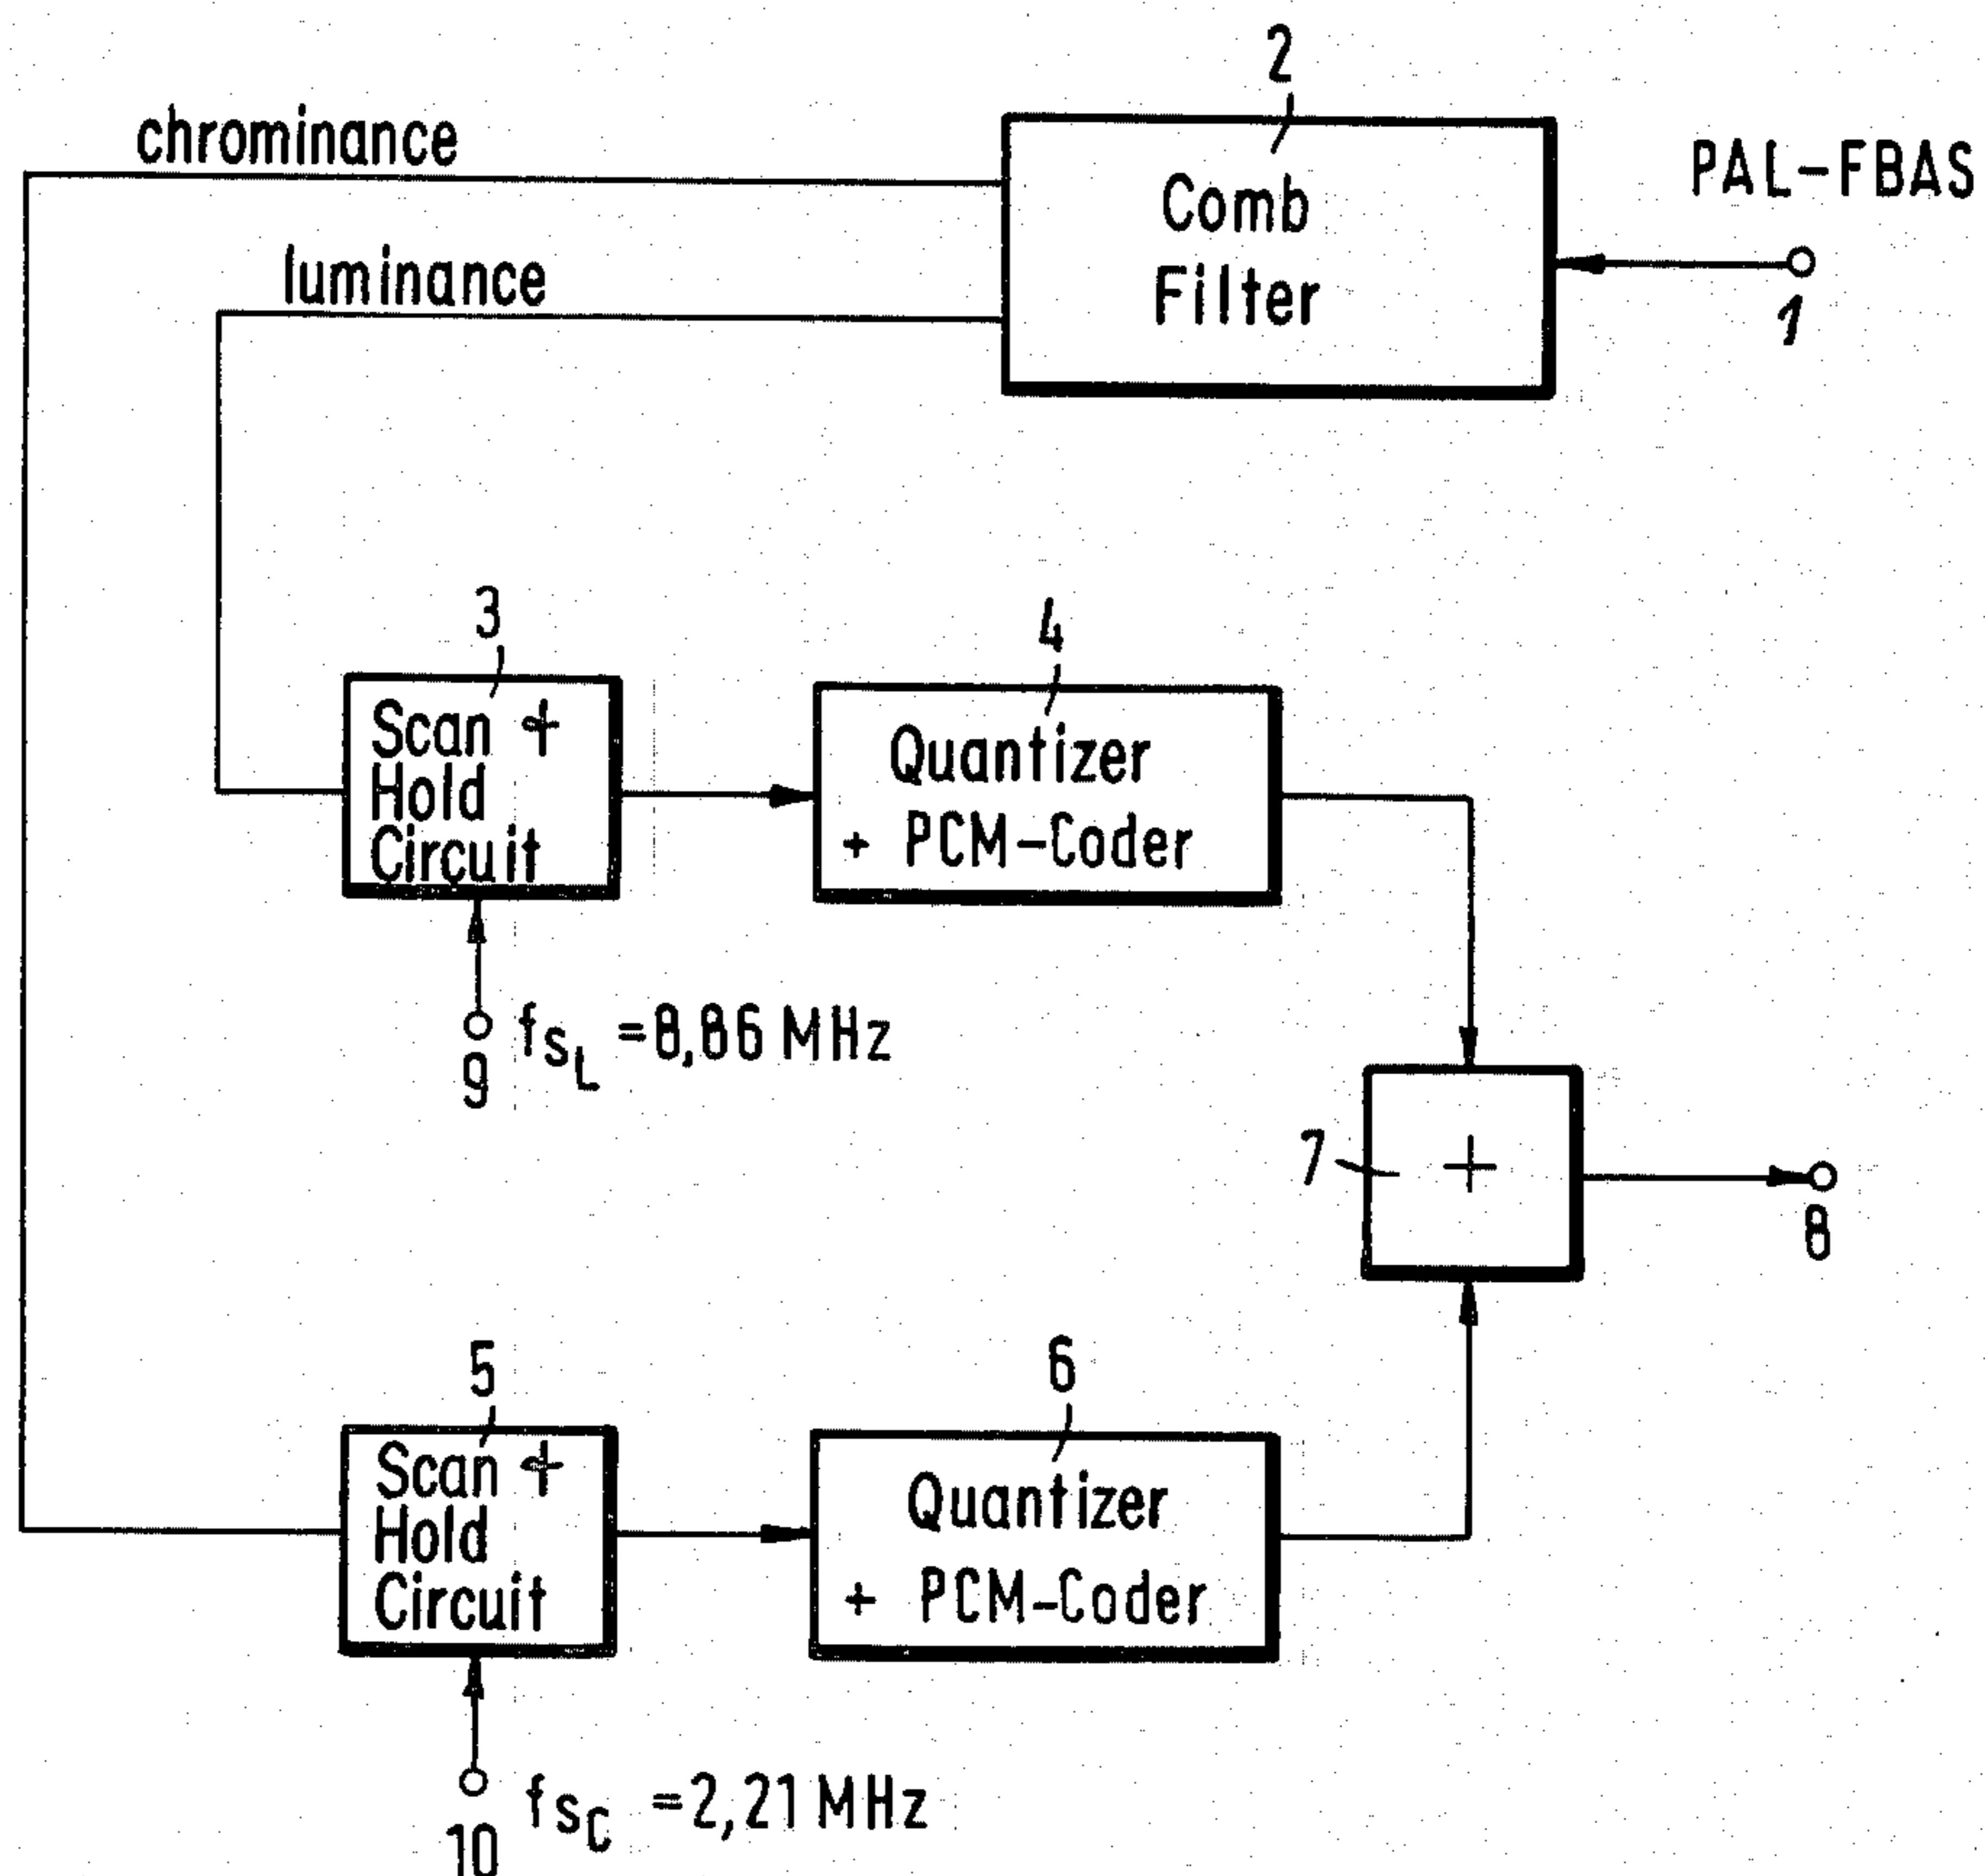 2
chrominance
PAL-FBAS
Comb
Filter
luminance
1
3
4
Scan +
Hold
Circuit
Quantizer
+ PCM-Coder
9
fsL =8,86 MHz
7
+
8
5
6
Scan +
Hold
Circuit
Quantizer
+ PCM-Coder
10
fsC =2,21 MHz